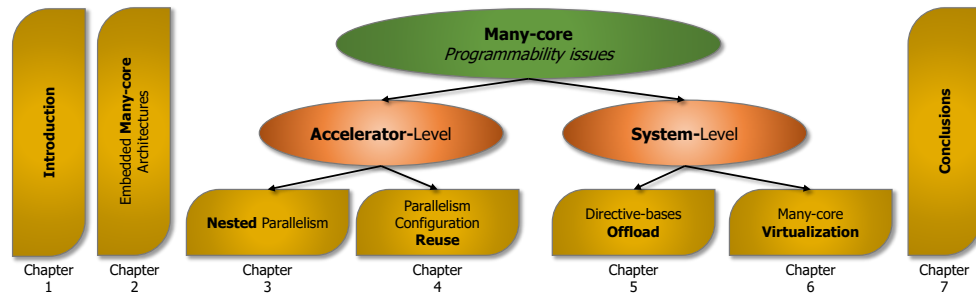 Introduction
Embedded Many-core
Architectures
Many-core
Programmability issues
Accelerator-Level
System-Level
Nested Parallelism
Parallelism
Configuration
Reuse
Directive-bases
Offload
Many-core
Virtualization
Conclusions
Chapter
1
Chapter
2
Chapter
3
Chapter
4
Chapter
5
Chapter
6
Chapter
7